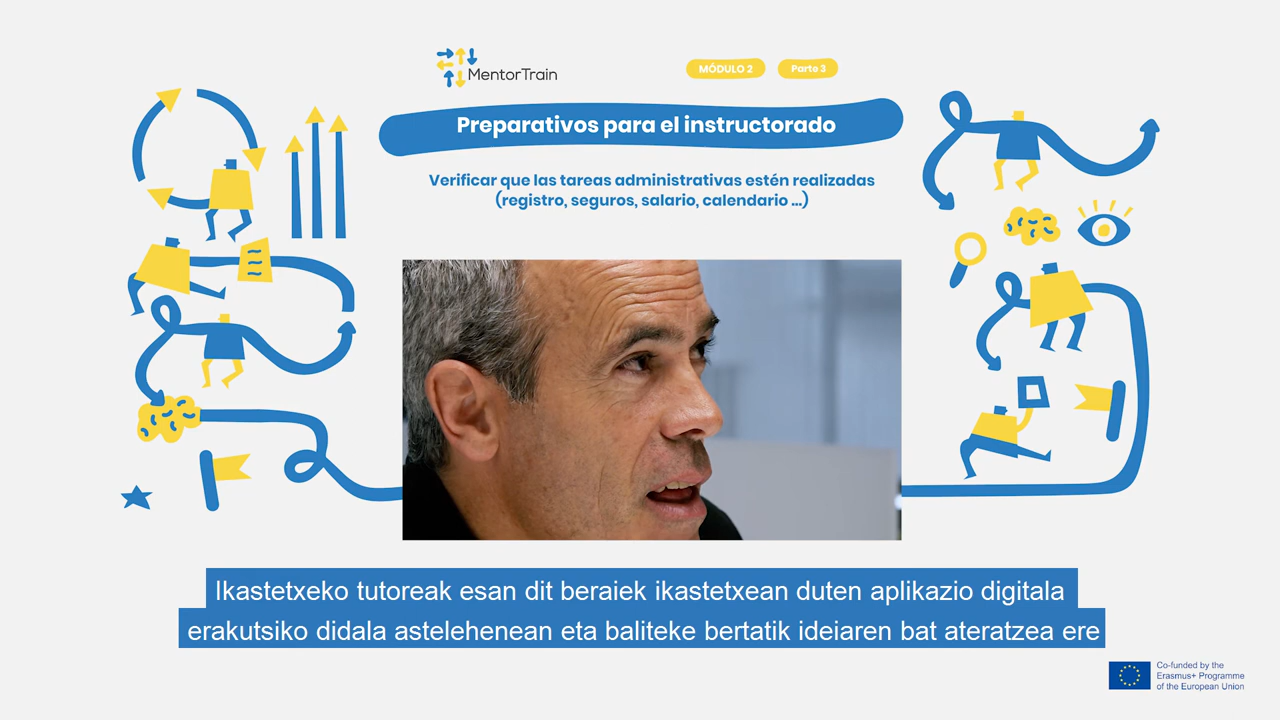 MentorTrain
MÓDULO 2
Parte 3
Preparativos para el instructorado
Verificar que las tareas administrativas estén realizadas
(registro, seguros, salario, calendario ...)
Ikastetxeko tutoreak esan dit beraiek ikastetxean duten aplikazio digitala
erakutsiko didala astelehenean eta baliteke bertatik ideiaren bat ateratzea ere
Co-funded by the
Erasmus+ Programme
of the European Union